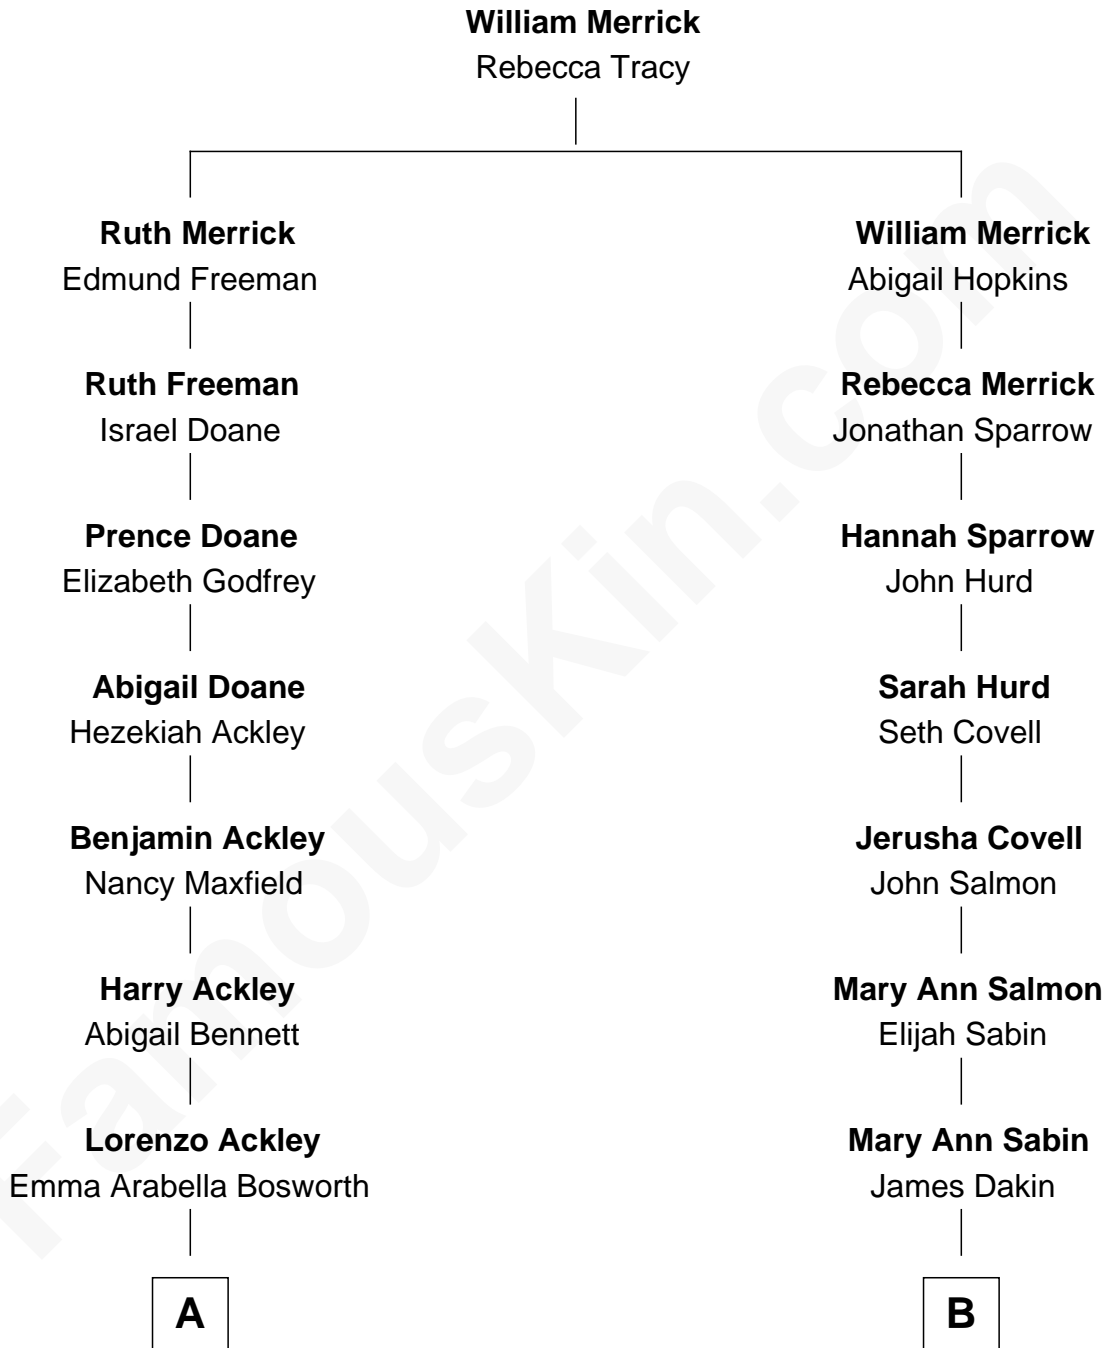 William Merrick
Rebecca Tracy
Ruth Merrick
Edmund Freeman
Ruth Freeman
Israel Doane
Prence Doane
Elizabeth Godfrey
Abigail Doane
Hezekiah Ackley
Benjamin Ackley
Nancy Maxfield
Harry Ackley
Abigail Bennett
Lorenzo Ackley
Emma Arabella Bosworth
A
William Merrick
Abigail Hopkins
Rebecca Merrick
Jonathan Sparrow
Hannah Sparrow
John Hurd
Sarah Hurd
Seth Covell
Jerusha Covell
John Salmon
Mary Ann Salmon
Elijah Sabin
Mary Ann Sabin
James Dakin
B
FamousKin.com